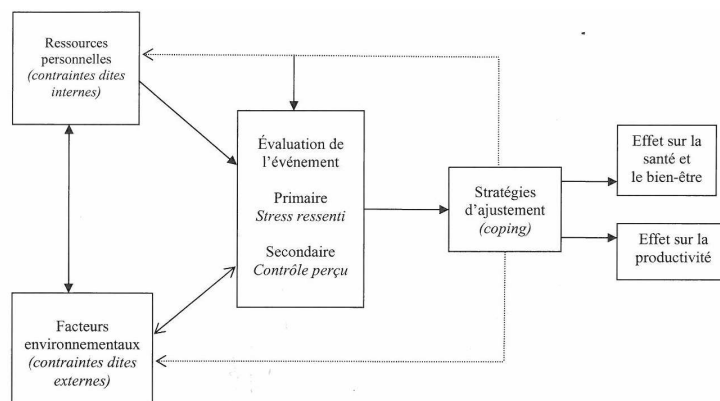 Ressources
personnelles
(contraintes dites
internes)
Évaluation de
l'événement
Primaire
Stress ressenti
Secondaire
Contrôle perçu
Facteurs
environnementaux
(contraintes dites
externes)
Stratégies
d'ajustement
(coping)
Effet sur la
santé et
le bien-être
Effet sur la
productivité